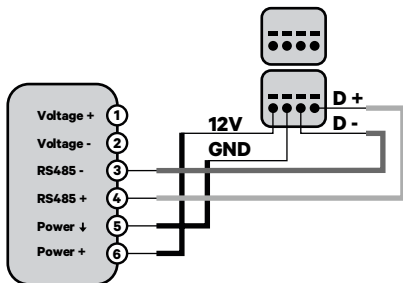 D +
12V
D -
GND
Voltage + 1
Voltage - 2
RS485 - 3
RS485 + 4
Power ↓ 5
Power + 6